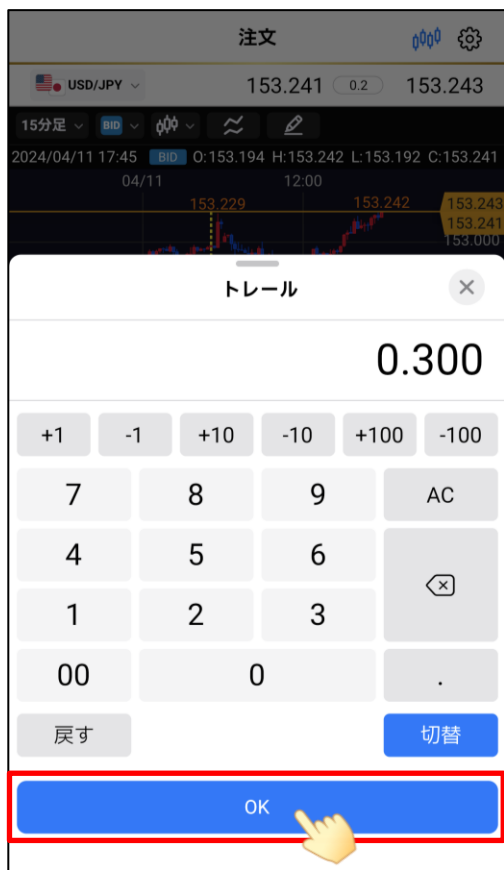 注文
USD/JPY 153.241 0.2 153.243
15分足 BID
2024/04/11 17:45 BID O:153.194 H:153.242 L:153.192 C:153.241
04/11 12:00
153.229 153.242 153.243
153.241
153.000
トレール
0.300
+1 -1 +10 -10 +100 -100
7 8 9 AC
4 5 6
1 2 3
00 0 .
戻す 切替
OK